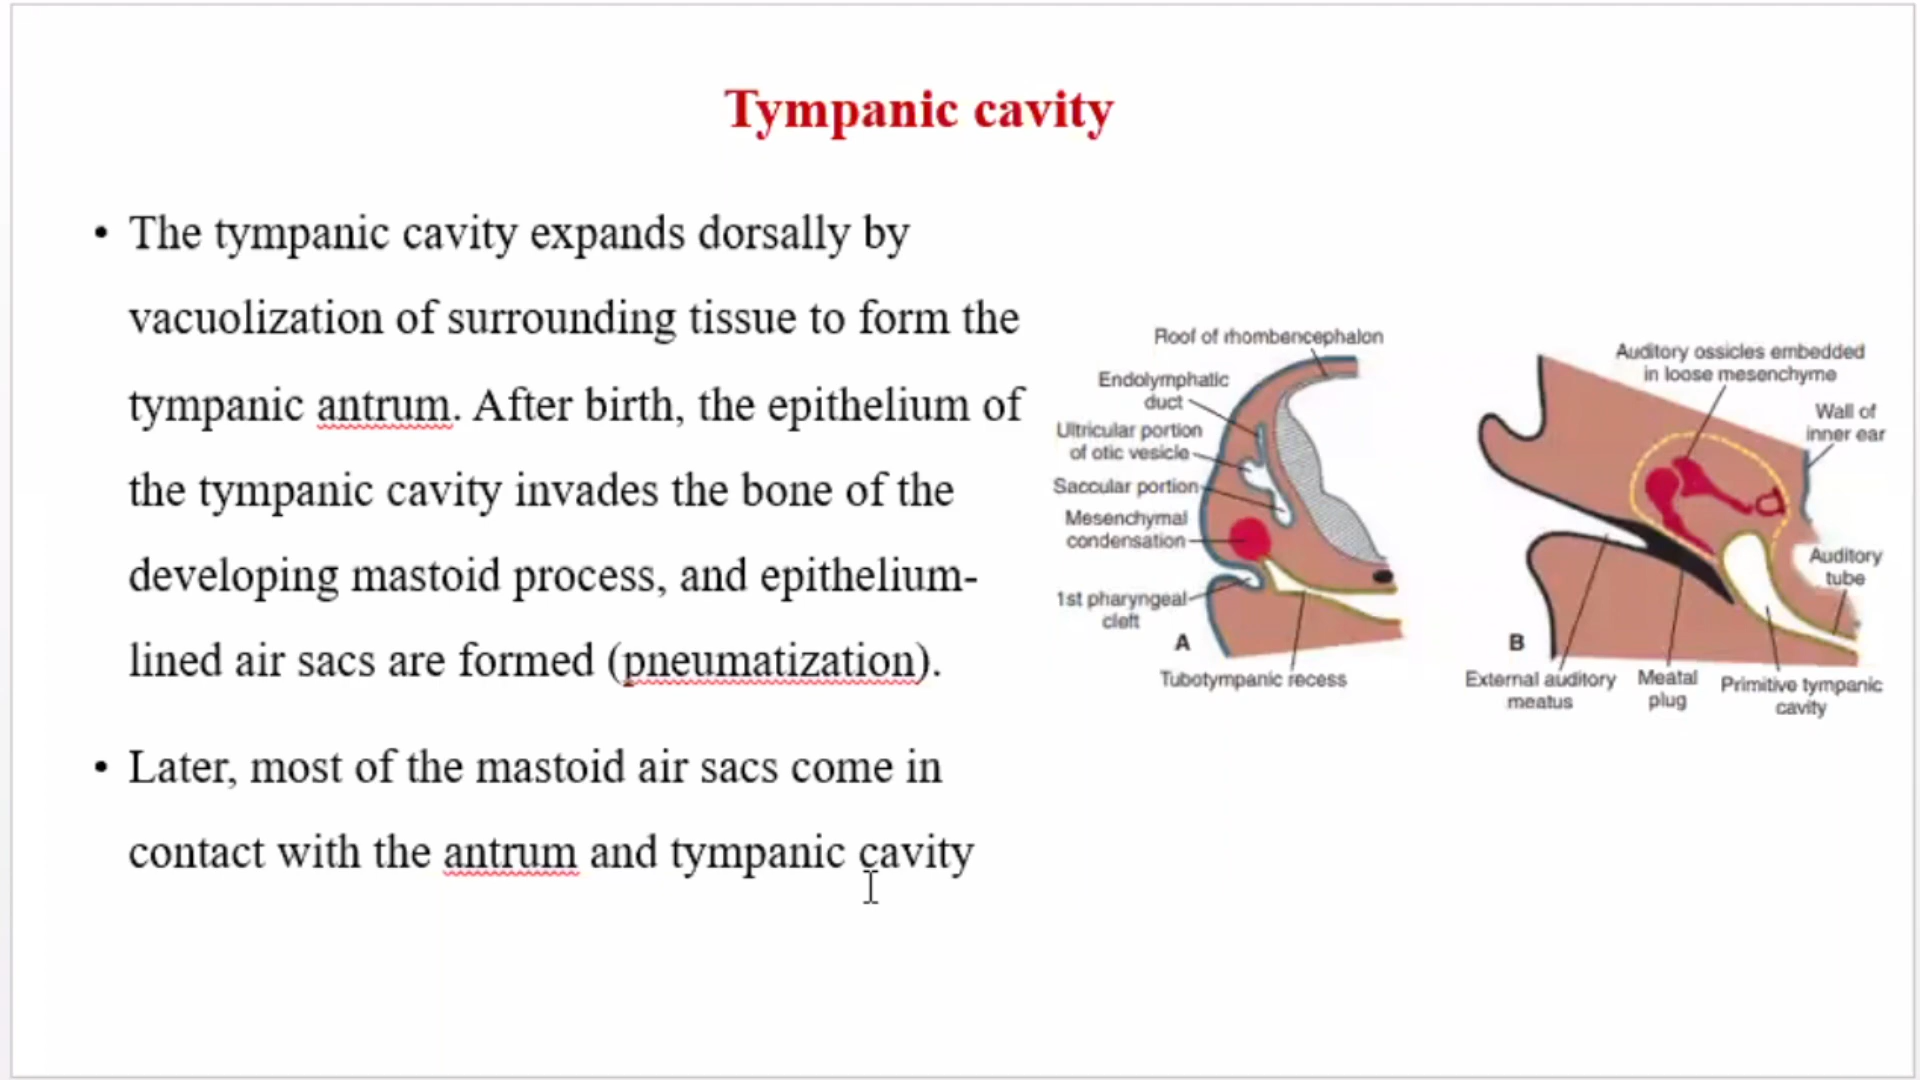 Tympanic cavity
• The tympanic cavity expands dorsally by
vacuolization of surrounding tissue to form the
tympanic antrum. After birth, the epithelium of
the tympanic cavity invades the bone of the
developing mastoid process, and epithelium-
lined air sacs are formed (pneumatization).
• Later, most of the mastoid air sacs come in
contact with the antrum and tympanic cavity
Roof of rhombencephalon
Endolymphatic
duct
Ultricular portion
of otic vesicle
Saccular portion
Mesenchymal
condensation
1st pharyngeal
cleft
A
Tubotympanic recess
Auditory ossicles embedded
in loose mesenchyme
Wall of
inner ear
Auditory
tube
B
External auditory
meatus
Meatal
plug
Primitive tympanic
cavity